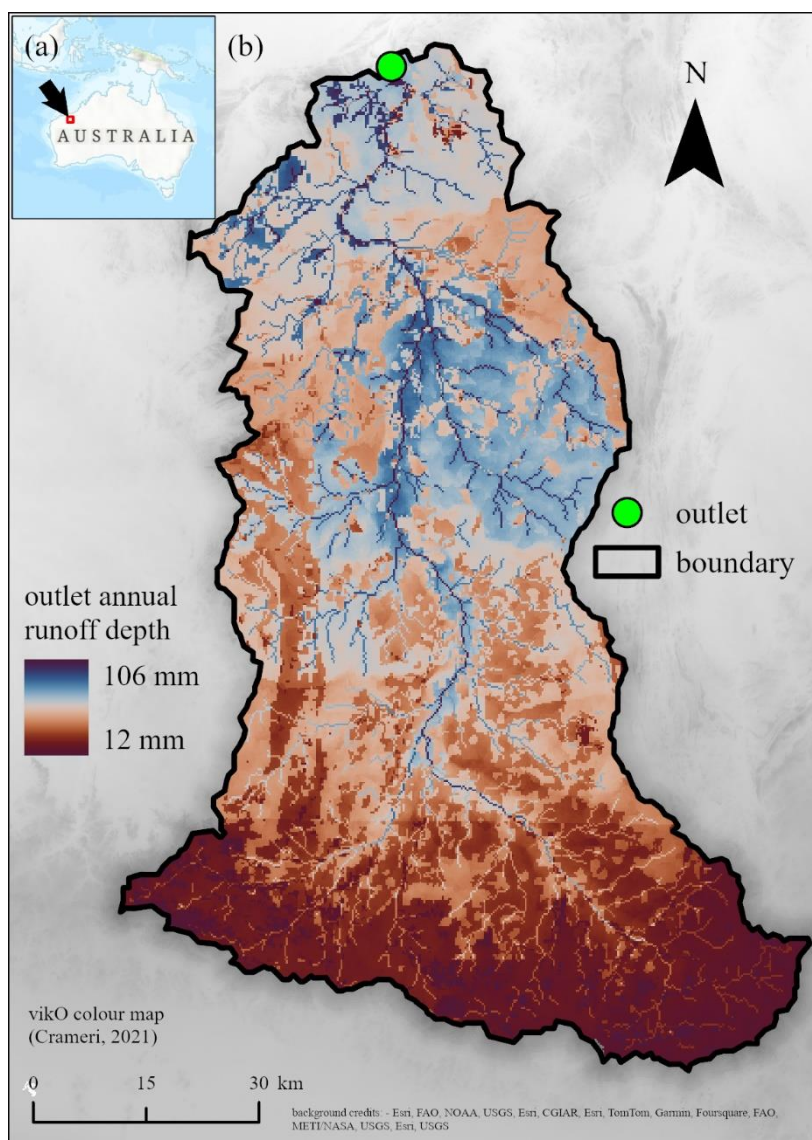 (a)
AUSTRALIA
(b)
N
outlet
boundary
outlet annual
runoff depth
106 mm
12 mm
vikO colour map
(Crameri, 2021)
0 15 30 km
background credits: - Esri, FAO, NOAA, USGS, Esri, CGIAR, Esri, TomTom, Garmin, Foursquare, FAO,
METI/NASA, USGS, Esri, USGS